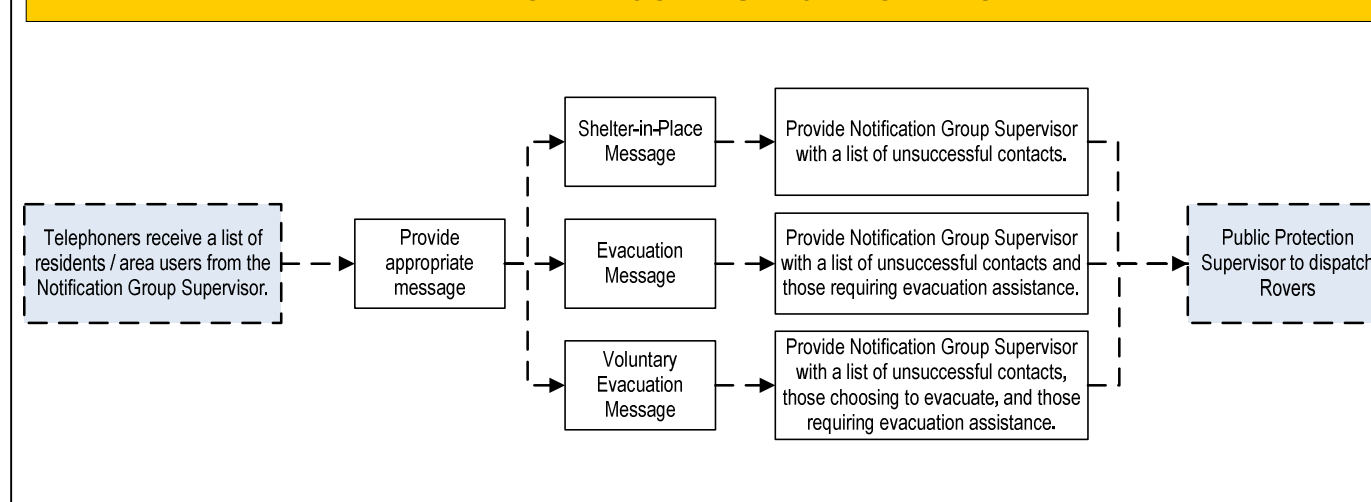 Telephoners receive a list of
residents / area users from the
Notification Group Supervisor.
Provide
appropriate
message
Shelter-in-Place
Message
Provide Notification Group Supervisor
with a list of unsuccessful contacts.
Evacuation
Message
Provide Notification Group Supervisor
with a list of unsuccessful contacts and
those requiring evacuation assistance.
Voluntary
Evacuation
Message
Provide Notification Group Supervisor
with a list of unsuccessful contacts,
those choosing to evacuate, and those
requiring evacuation assistance.
Public Protection
Supervisor to dispatch
Rovers